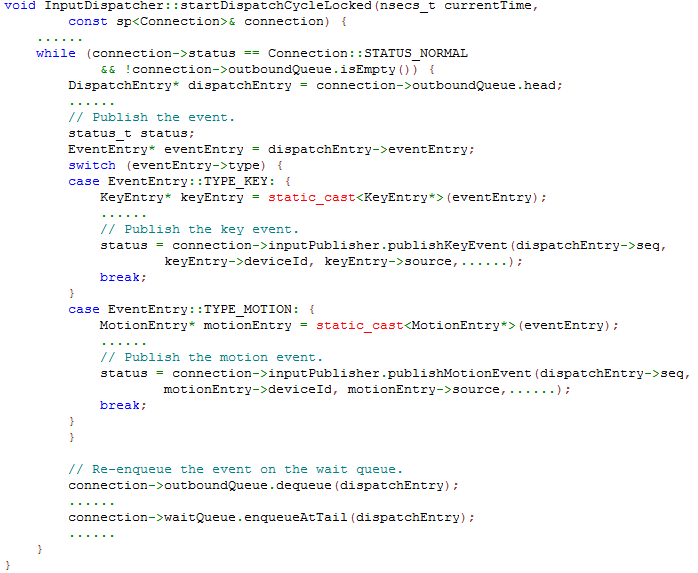 void InputDispatcher::startDispatchCycleLocked(nsecs_t currentTime,
        const sp<Connection>& connection) {
    ......
    while (connection->status == Connection::STATUS_NORMAL
            && !connection->outboundQueue.isEmpty()) {
        DispatchEntry* dispatchEntry = connection->outboundQueue.head;
        ......
        // Publish the event.
        status_t status;
        EventEntry* eventEntry = dispatchEntry->eventEntry;
        switch (eventEntry->type) {
        case EventEntry::TYPE_KEY: {
            KeyEntry* keyEntry = static_cast<KeyEntry*>(eventEntry);
            ......
            // Publish the key event.
            status = connection->inputPublisher.publishKeyEvent(dispatchEntry->seq,
                    keyEntry->deviceId, keyEntry->source,......);
            break;
        }
        case EventEntry::TYPE_MOTION: {
            MotionEntry* motionEntry = static_cast<MotionEntry*>(eventEntry);
            ......
            // Publish the motion event.
            status = connection->inputPublisher.publishMotionEvent(dispatchEntry->seq,
                    motionEntry->deviceId, motionEntry->source,......);
            break;
        }
        }

        // Re-enqueue the event on the wait queue.
        connection->outboundQueue.dequeue(dispatchEntry);
        ......
        connection->waitQueue.enqueueAtTail(dispatchEntry);
        ......
    }
}